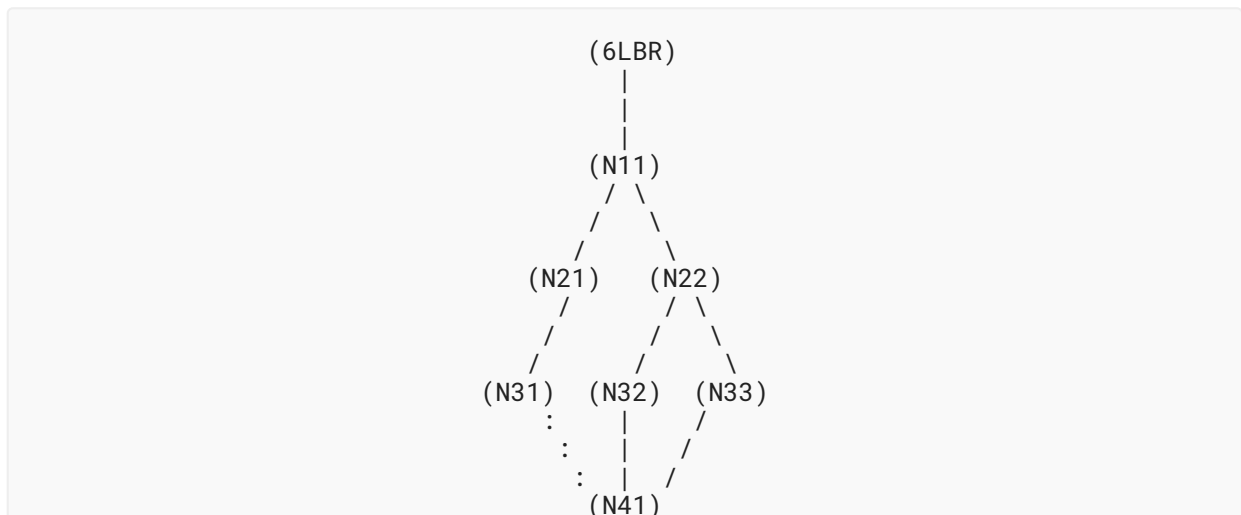 (6LBR)
|
|
|
(N11)
/ \
/ \
/ \
(N21) (N22)
/ / \
/ / \
/ / \
(N31) (N32) (N33)
: | /
: | /
: | /
(N41)